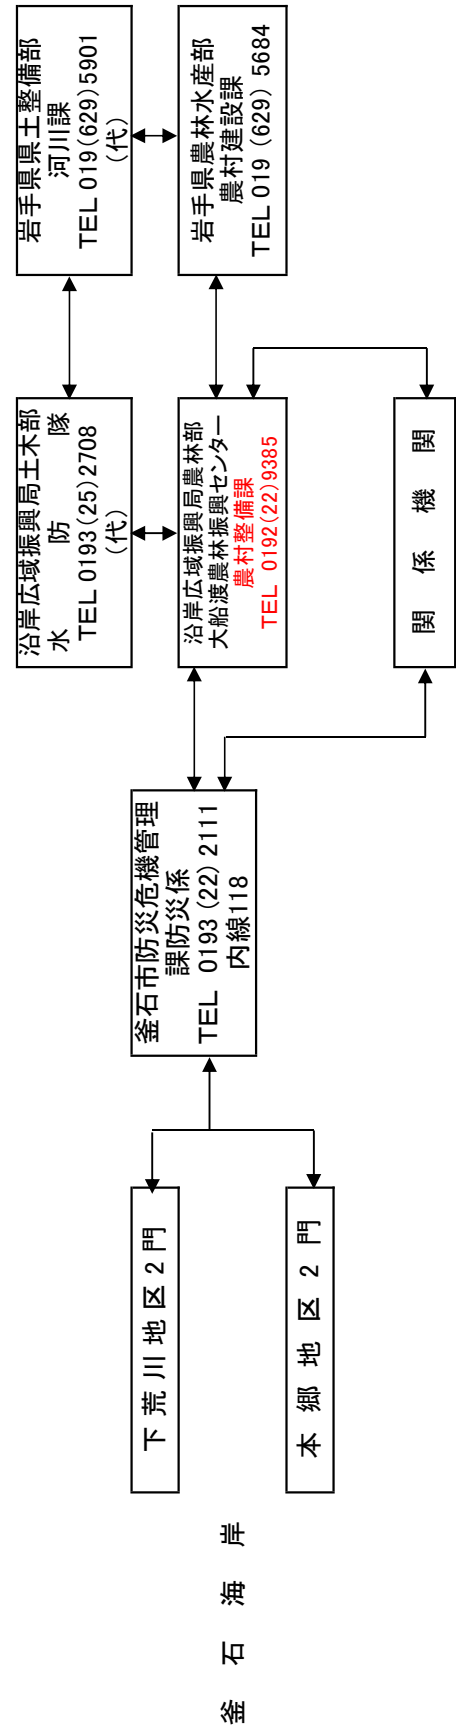 釜石海岸
下荒川地区2門
本郷地区2門
釜石市防災危機管理
課防災係
TEL 0193(22)2111
内線118
沿岸広域振興局土木部
水防隊
TEL 0193(25)2708
(代)
沿岸広域振興局農林部
大船渡農林振興センター
農村整備課
TEL 0192(22)9385
関係機関
岩手県県土整備部
河川課
TEL 019(629)5901
(代)
岩手県農林水産部
農村建設課
TEL 019(629)5684